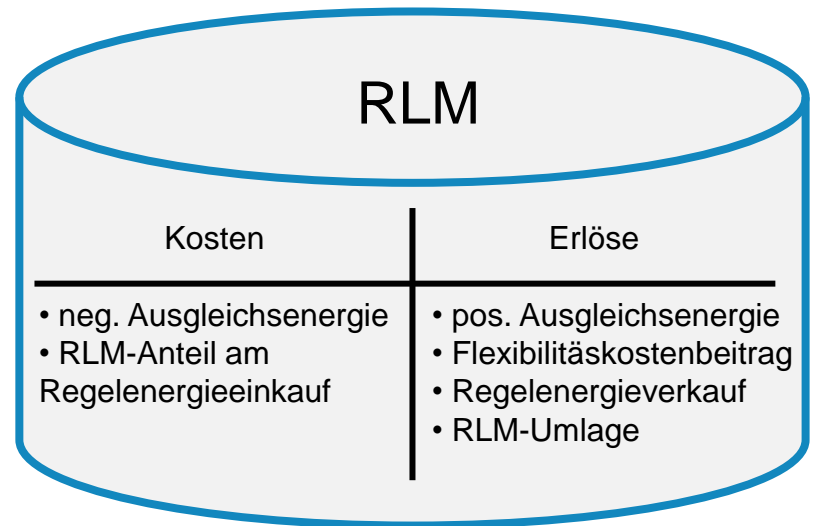 RLM
Kosten
Erlöse
• neg. Ausgleichsenergie
• RLM-Anteil am
Regelenergieeinkauf
• pos. Ausgleichsenergie
• Flexibilitäskostenbeitrag
• Regelenergieverkauf
• RLM-Umlage